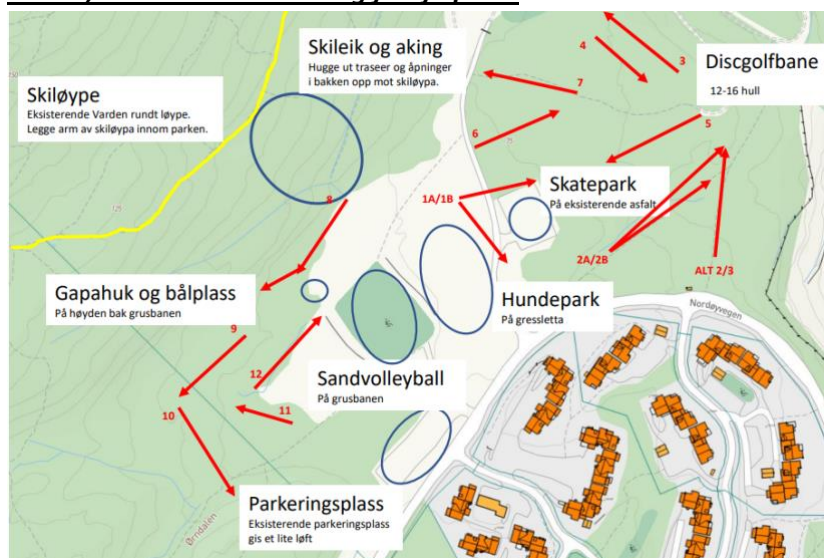 Skileik og aking
Hugge ut traseer og åpninger
i bakken opp mot skiløypa.
4
3
Discgolfbane
12-16 hull
Skiløype
Eksisterende Varden rundt løype.
Legge arm av skiløypa innom parken.
7
5
6
Skatepark
På eksisterende asfalt
8
1A/1B
2A/2B
ALT 2/3
Gapahuk og bålplass
På høyden bak grusbanen
Hundepark
På gressletta
Nordøyvegen
9
12
Sandvolleyball
På grusbanen
10
11
Parkeringsplass
Eksisterende parkeringsplass
gis et lite løft
Ørndalen